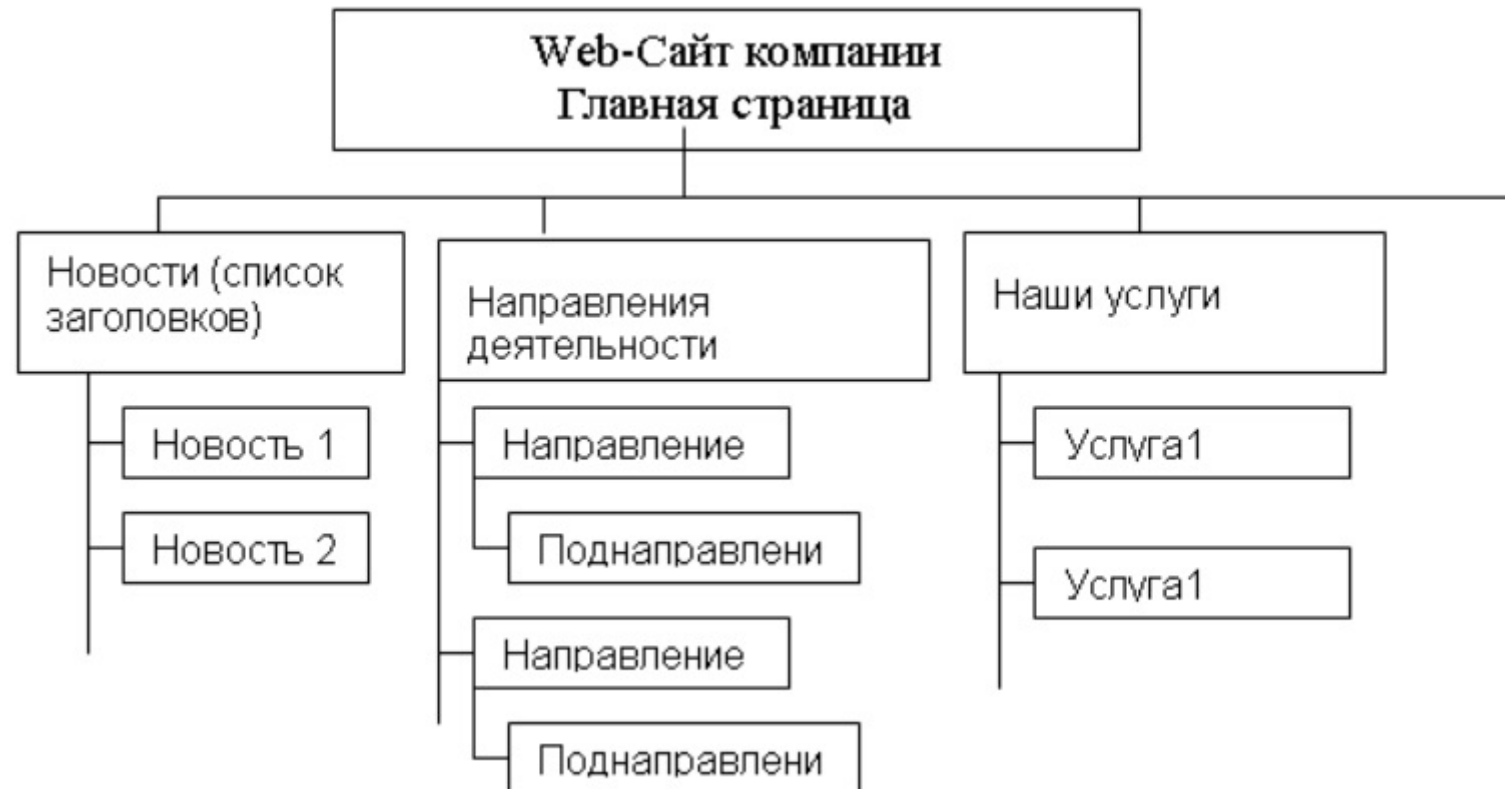 Web-Сайт компании
Главная страница
Новости (список
заголовков)
Новость 1
Новость 2
Направления
деятельности
Направление
Поднаправлени
Направление
Поднаправлени
Наши услуги
Услуга1
Услуга1